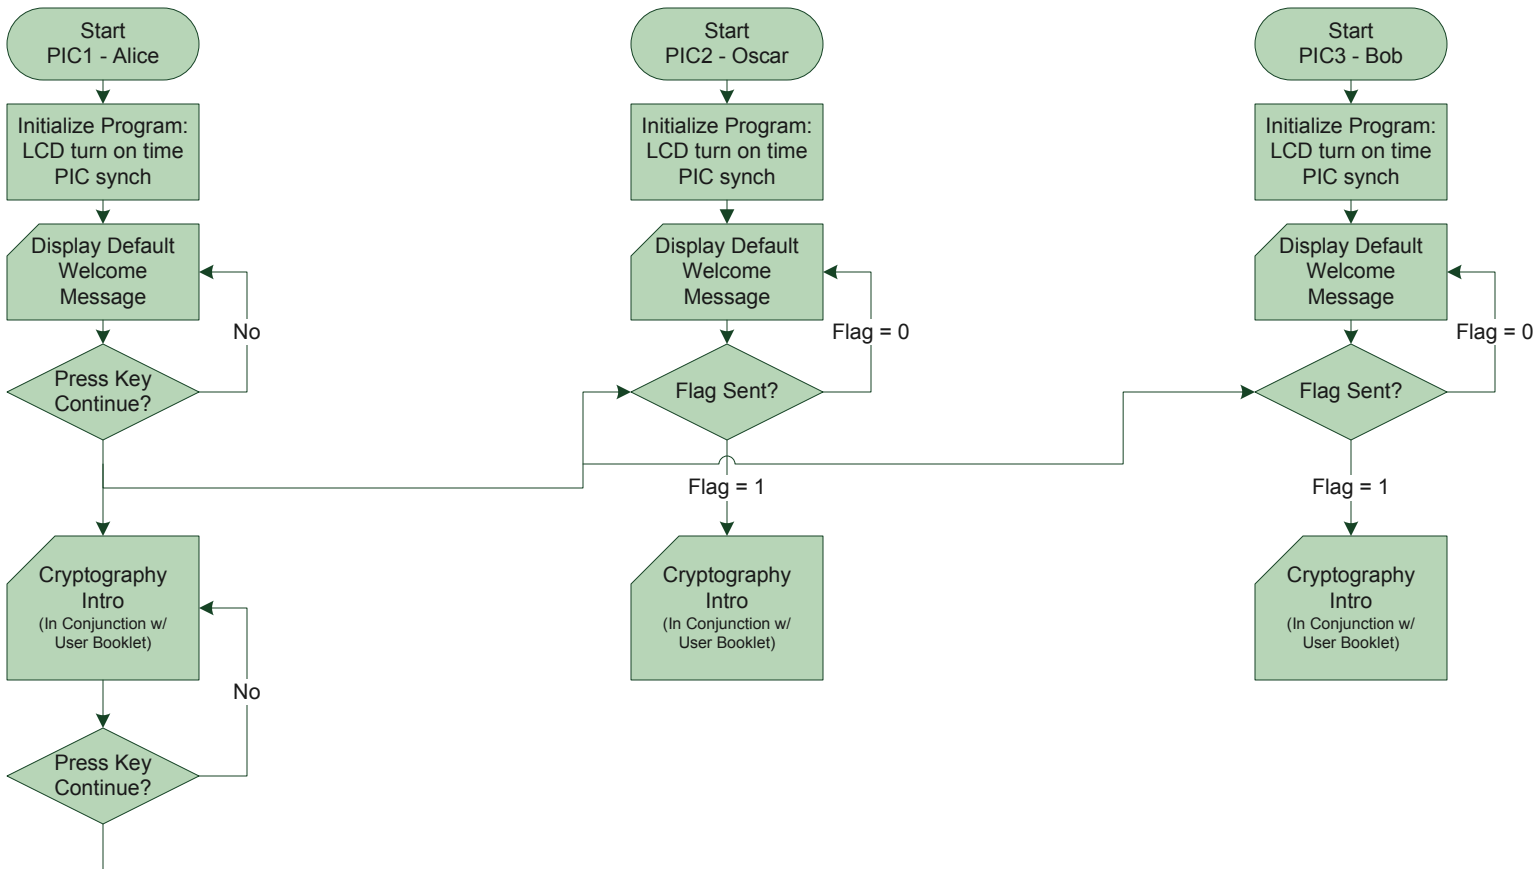 Start
PIC1 - Alice
Start
PIC2 - Oscar
Start
PIC3 - Bob
Initialize Program:
LCD turn on time
PIC synch
Initialize Program:
LCD turn on time
PIC synch
Initialize Program:
LCD turn on time
PIC synch
Display Default
Welcome
Message
Display Default
Welcome
Message
Display Default
Welcome
Message
No
Flag = 0
Flag = 0
Press Key
Continue?
Flag Sent?
Flag Sent?
Flag = 1
Flag = 1
Cryptography
Intro
(In Conjunction w/
User Booklet)
Cryptography
Intro
(In Conjunction w/
User Booklet)
Cryptography
Intro
(In Conjunction w/
User Booklet)
No
Press Key
Continue?